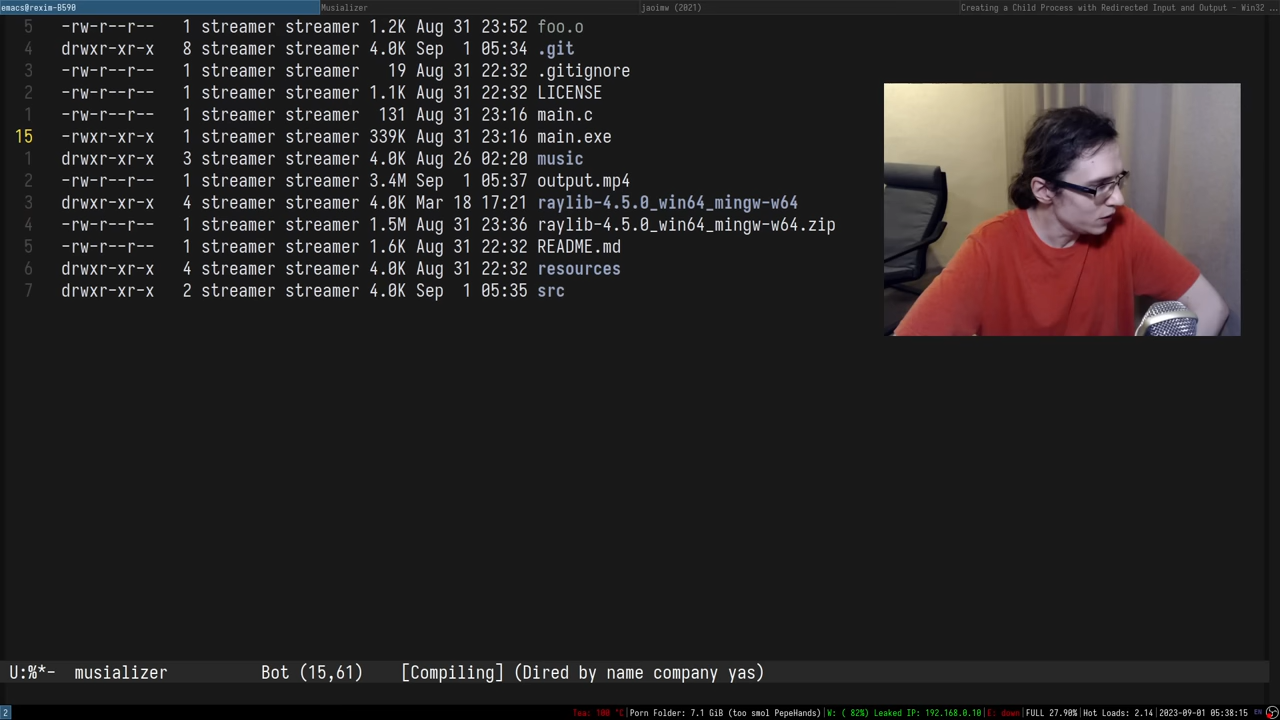 emacs@rexim-B590 Musializer jaoimw (2021) Creating a Child Process with Redirected Input and Output - Win32 ...
5 -rw-r--r-- 1 streamer streamer 1.2K Aug 31 23:52 foo.o
4 drwxr-xr-x 8 streamer streamer 4.0K Sep 1 05:34 .git
3 -rw-r--r-- 1 streamer streamer 19 Aug 31 22:32 .gitignore
2 -rw-r--r-- 1 streamer streamer 1.1K Aug 31 22:32 LICENSE
1 -rw-r--r-- 1 streamer streamer 131 Aug 31 23:16 main.c
15 -rwxr-xr-x 1 streamer streamer 339K Aug 31 23:16 main.exe
1 drwxr-xr-x 3 streamer streamer 4.0K Aug 26 02:20 music
2 -rw-r--r-- 1 streamer streamer 3.4M Sep 1 05:37 output.mp4
3 drwxr-xr-x 4 streamer streamer 4.0K Mar 18 17:21 raylib-4.5.0_win64_mingw-w64
4 -rw-r--r-- 1 streamer streamer 1.5M Aug 31 23:36 raylib-4.5.0_win64_mingw-w64.zip
5 -rw-r--r-- 1 streamer streamer 1.6K Aug 31 22:32 README.md
6 drwxr-xr-x 4 streamer streamer 4.0K Aug 31 22:32 resources
7 drwxr-xr-x 2 streamer streamer 4.0K Sep 1 05:35 src
U:%*- musializer Bot (15,61) [Compiling] (Dired by name company yas)
2 Tea: 100 °C|Porn Folder: 7.1 GiB (too smol PepeHands)|W: ( 82%) Leaked IP: 192.168.0.10|E: down|FULL 27.90%|Hot Loads: 2.14|2023-09-01 05:38:15 EN